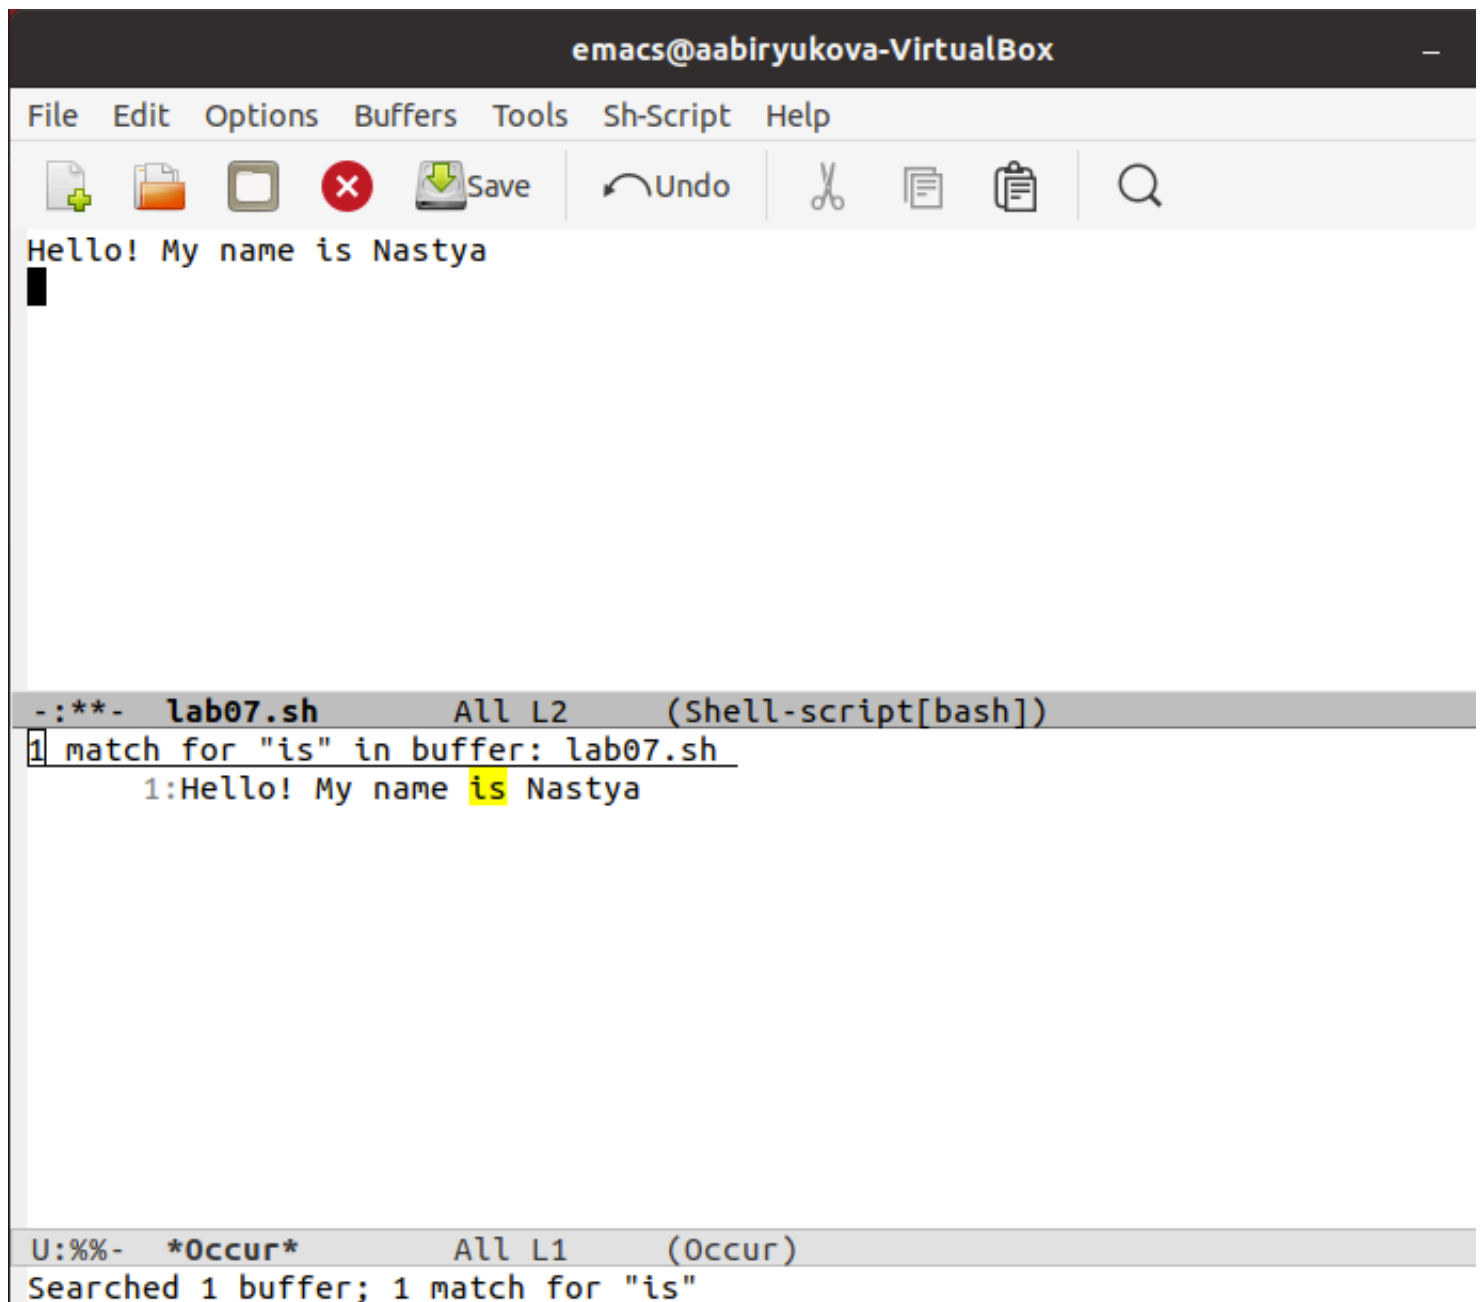 emacs@aabiryukova-VirtualBox
File Edit Options Buffers Tools Sh-Script Help
Save Undo
Hello! My name is Nastya
-:**- lab07.sh All L2 (Shell-script[bash])
1 match for "is" in buffer: lab07.sh
1:Hello! My name is Nastya
U:%%- *Occur* All L1 (Occur)
Searched 1 buffer; 1 match for "is"